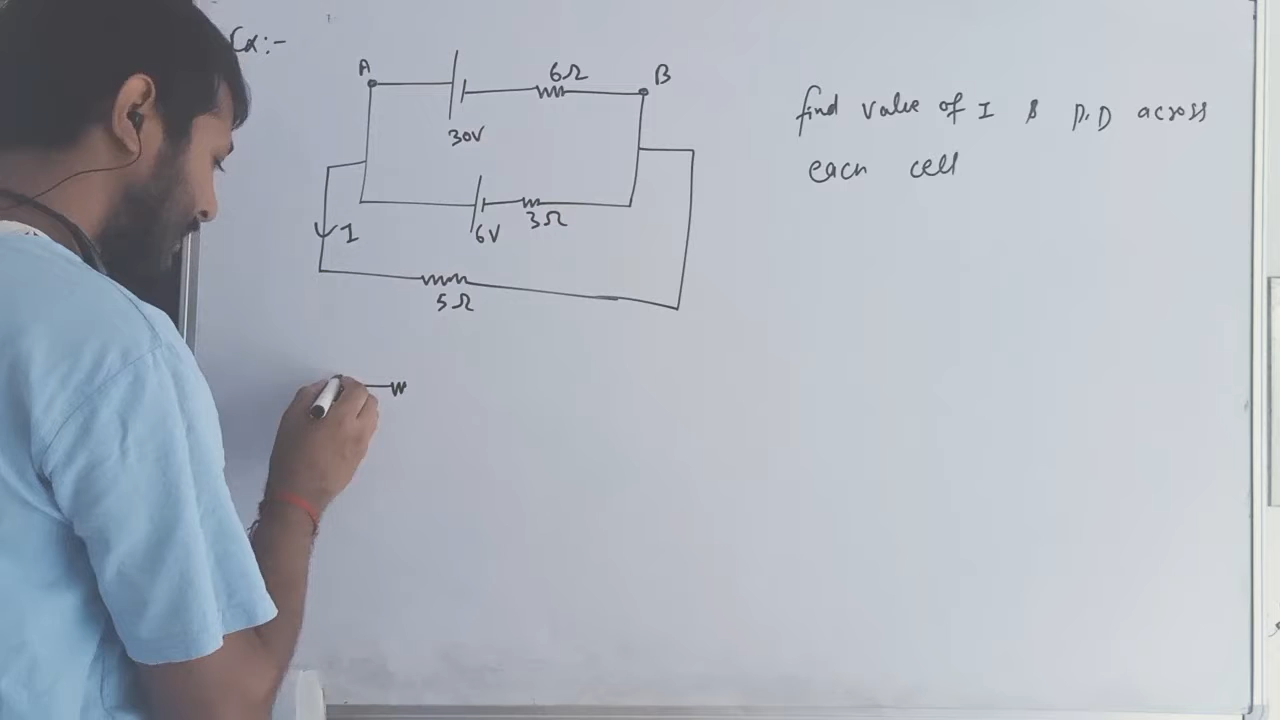 Ex:-
A
6Ω
B
30V
I
6V
3Ω
5Ω
find value of I & P.D across
each cell